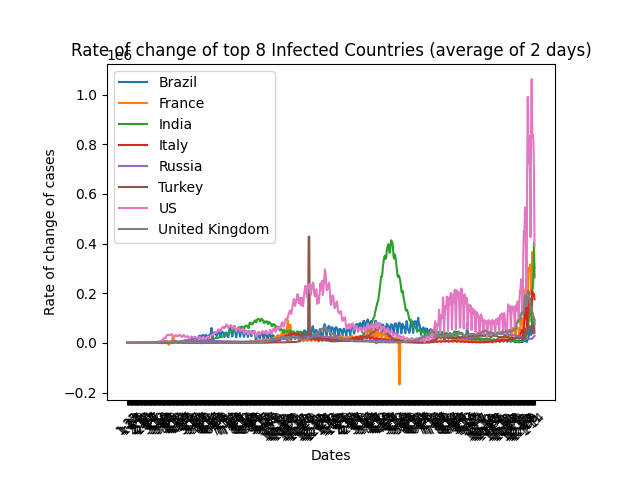 Rate of change of top 8 Infected Countries (average of 2 days)
1e6
Brazil
France
India
Italy
Russia
Turkey
US
United Kingdom
1.0
0.8
0.6
0.4
0.2
0.0
−0.2
Rate of change of cases
Dates